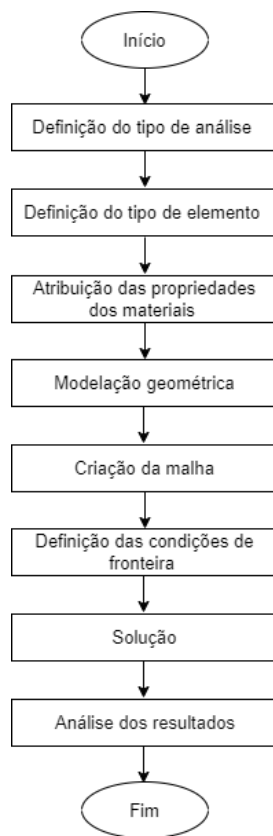 Início
Definição do tipo de análise
Definição do tipo de elemento
Atribuição das propriedades
dos materiais
Modelação geométrica
Criação da malha
Definição das condições de
fronteira
Solução
Análise dos resultados
Fim